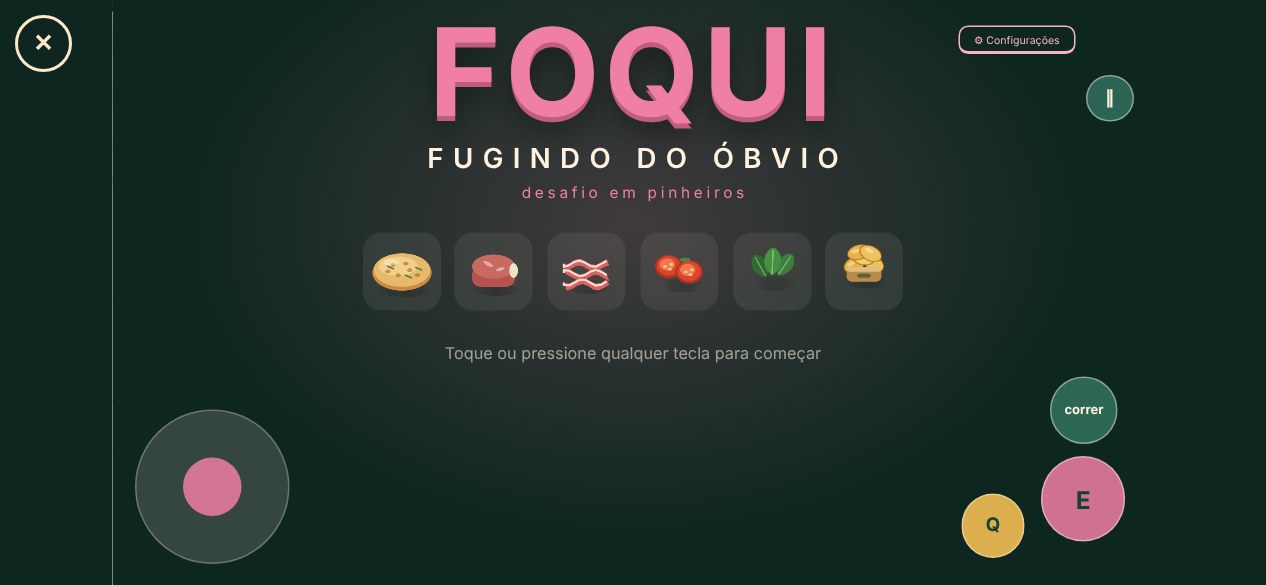 ✕
FOQUI
⚙ Configurações
FUGINDO DO ÓBVIO
desafio em pinheiros
Toque ou pressione qualquer tecla para começar
correr
E
Q